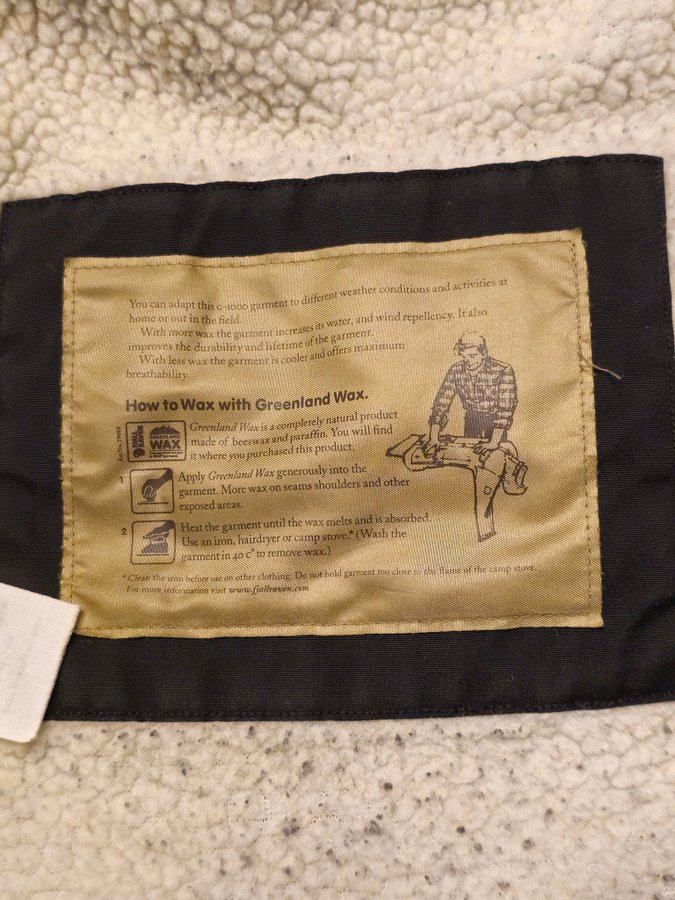 You can adapt this G-1000 garment to different weather conditions and activities at
home or out in the field.
With more wax the garment increases its water, and wind repellency. It also
improves the durability and lifetime of the garment.
With less wax the garment is cooler and offers maximum
breathability.
How to Wax with Greenland Wax.
Greenland Wax is a completely natural product
made of beeswax and paraffin. You will find
it where you purchased this product.
GREENLAND
WAX
FJÄLL
RÄVEN
1 Apply Greenland Wax generously into the
garment. More wax on seams shoulders and other
exposed areas.
2 Heat the garment until the wax melts and is absorbed.
Use an iron, hairdryer or camp stove.* (Wash the
garment in 40 c° to remove wax.)
* Clean the iron before use on other clothing. Do not hold garment too close to the flame of the camp stove.
For more information visit www.fjallraven.com